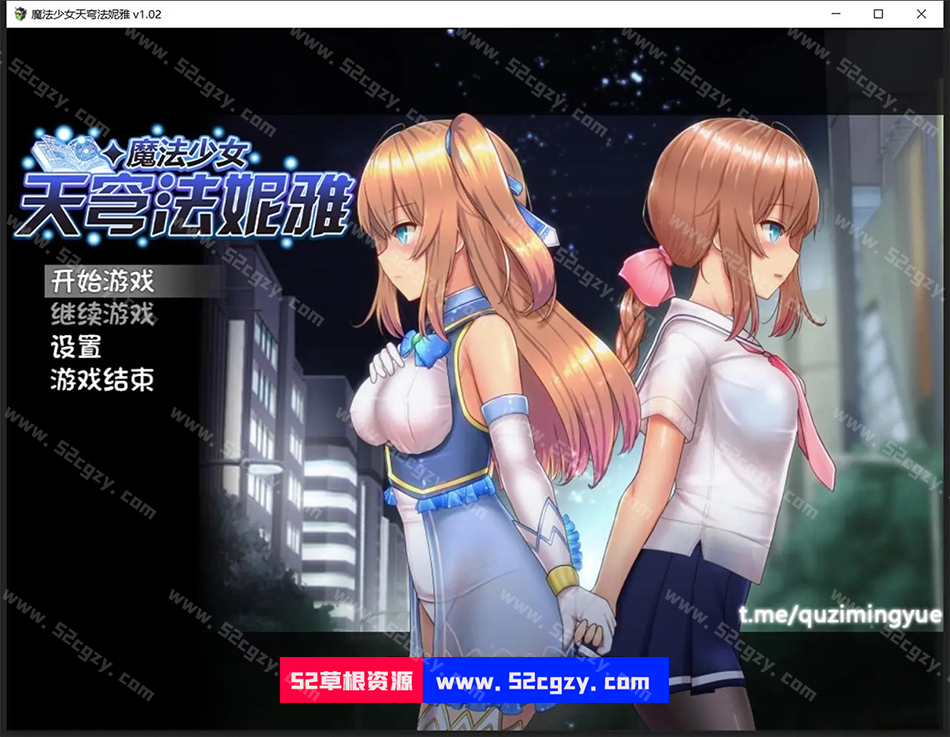 魔法少女天穹法妮雅 v1.02
魔法少女
天穹法妮雅
开始游戏
继续游戏
设置
游戏结束
t.me/quzimingyue
52草根资源 www.52cgzy.com
www.52cgzy.com